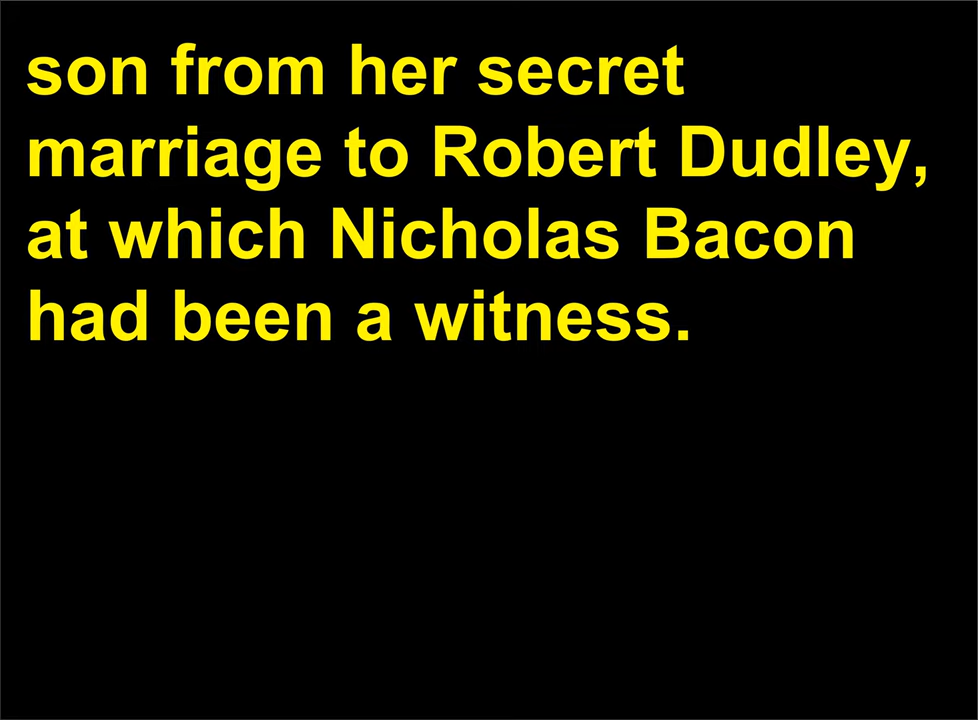 son from her secret
marriage to Robert Dudley,
at which Nicholas Bacon
had been a witness.